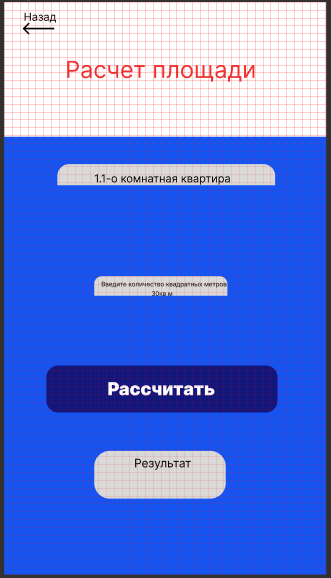 Назад
Расчет площади
1.1-о комнатная квартира
Введите количество квадратных метров
30кв м
Рассчитать
Результат